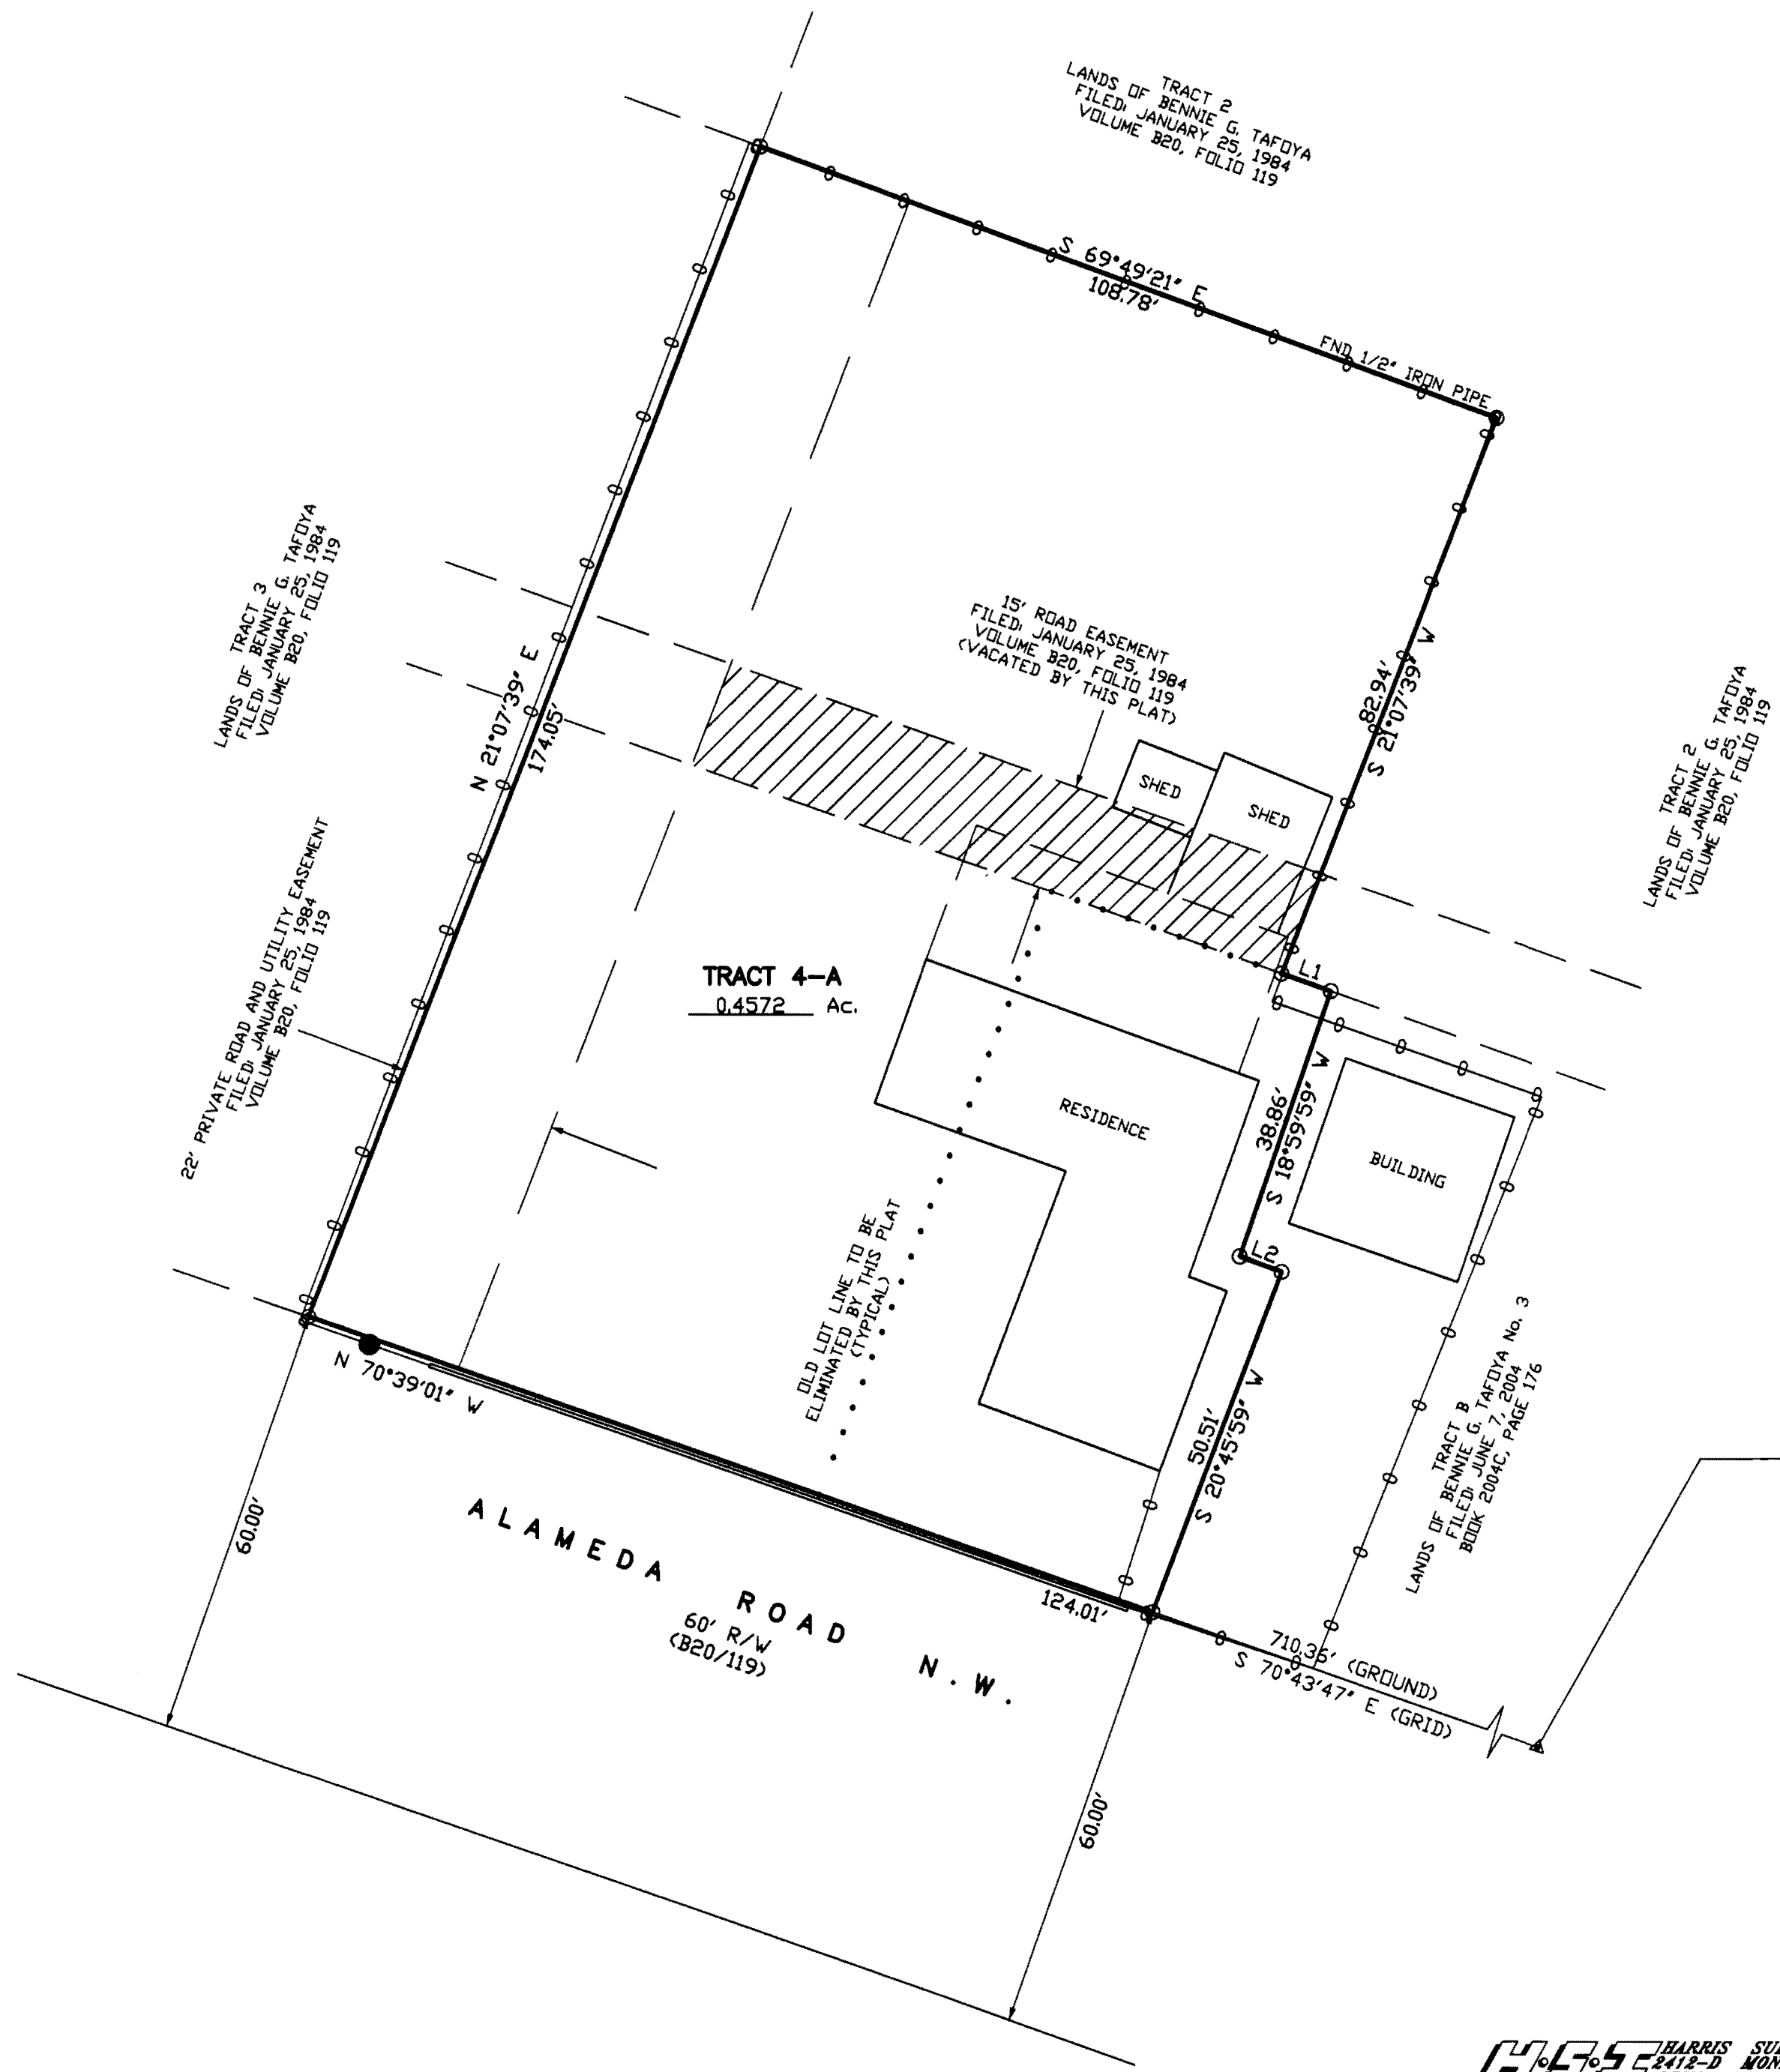 TRACT 2
LANDS OF BENNIE G. TAFOYA
FILED: JANUARY 25, 1984
VOLUME B20, FOLIO 119
S 69°49'21" E
108.78'
FND 1/2" IRON PIPE
TRACT 3
LANDS OF BENNIE G. TAFOYA
FILED: JANUARY 25, 1984
VOLUME B20, FOLIO 119
N 21°07'39" E
174.05'
15' ROAD EASEMENT
FILED: JANUARY 25, 1984
VOLUME B20, FOLIO 119
(VACATED BY THIS PLAT)
82.94'
S 21°07'39" W
TRACT 2
LANDS OF BENNIE G. TAFOYA
FILED: JANUARY 25, 1984
VOLUME B20, FOLIO 119
SHED
SHED
22' PRIVATE ROAD AND UTILITY EASEMENT
FILED: JANUARY 25, 1984
VOLUME B20, FOLIO 119
TRACT 4-A
0.4572 Ac.
L1
38.86'
S 18°59'59" W
RESIDENCE
BUILDING
L2
OLD LOT LINE TO BE
ELIMINATED BY THIS PLAT
(TYPICAL)
50.51'
S 20°45'59" W
TRACT B
LANDS OF BENNIE G. TAFOYA No. 3
FILED: JUNE 7, 2004
BOOK 2004C, PAGE 176
N 70°39'01" W
124.01'
60.00'
ALAMEDA ROAD N.W.
60' R/W
(B20/119)
710.36' (GROUND)
S 70°43'47" E (GRID)
60.00'
HARRIS
2412-D